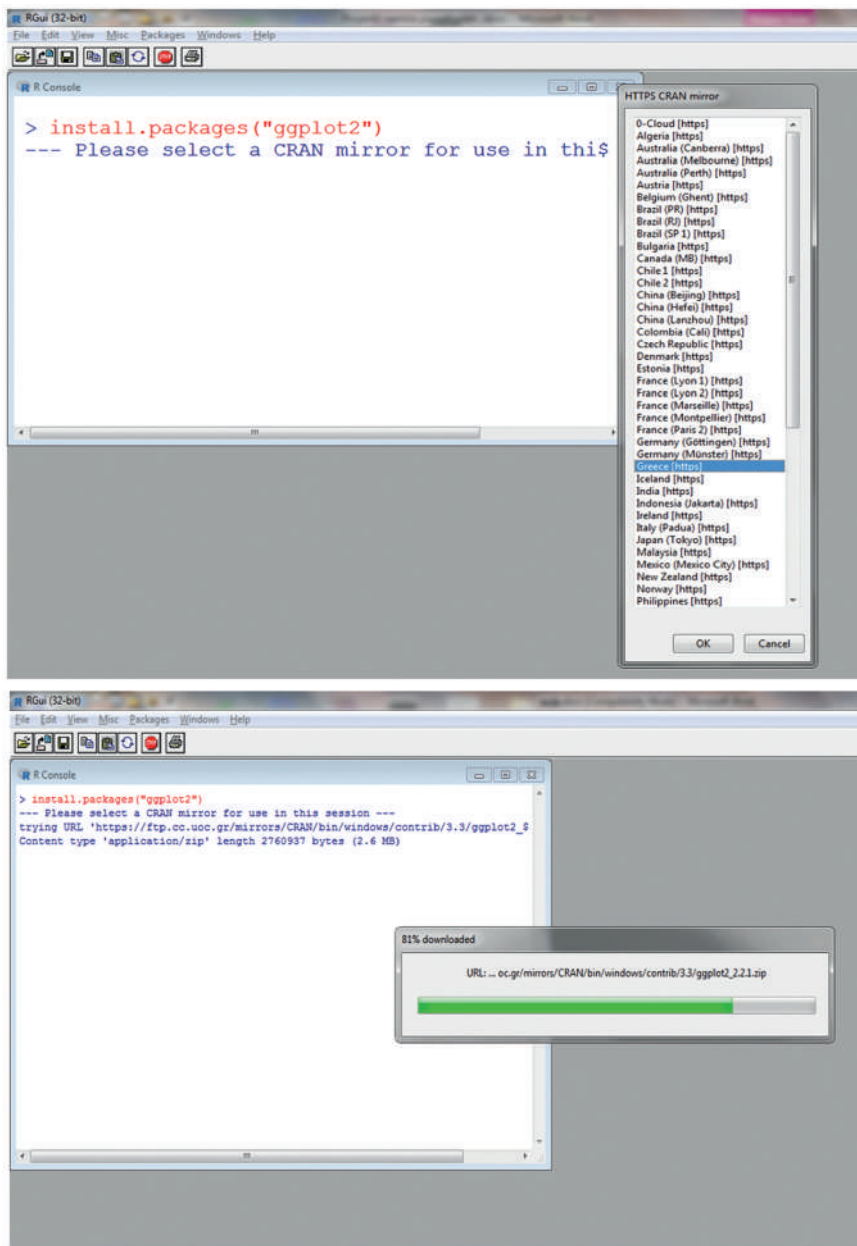 RGui (32-bit)
File Edit View Misc Packages Windows Help
R Console
> install.packages("ggplot2")
--- Please select a CRAN mirror for use in thi$
HTTPS CRAN mirror
0-Cloud [https]
Algeria [https]
Australia (Canberra) [https]
Australia (Melbourne) [https]
Australia (Perth) [https]
Austria [https]
Belgium (Ghent) [https]
Brazil (PR) [https]
Brazil (RJ) [https]
Brazil (SP 1) [https]
Bulgaria [https]
Canada (MB) [https]
Chile 1 [https]
Chile 2 [https]
China (Beijing) [https]
China (Hefei) [https]
China (Lanzhou) [https]
Colombia (Cali) [https]
Czech Republic [https]
Denmark [https]
Estonia [https]
France (Lyon 1) [https]
France (Lyon 2) [https]
France (Marseille) [https]
France (Montpellier) [https]
France (Paris 2) [https]
Germany (Göttingen) [https]
Germany (Münster) [https]
Greece [https]
Iceland [https]
India [https]
Indonesia (Jakarta) [https]
Ireland [https]
Italy (Padua) [https]
Japan (Tokyo) [https]
Malaysia [https]
Mexico (Mexico City) [https]
New Zealand [https]
Norway [https]
Philippines [https]
OK Cancel
RGui (32-bit)
File Edit View Misc Packages Windows Help
R Console
> install.packages("ggplot2")
--- Please select a CRAN mirror for use in this session ---
trying URL 'https://ftp.cc.uoc.gr/mirrors/CRAN/bin/windows/contrib/3.3/ggplot2_$
Content type 'application/zip' length 2760937 bytes (2.6 MB)
81% downloaded
URL: ... oc.gr/mirrors/CRAN/bin/windows/contrib/3.3/ggplot2_2.2.1.zip